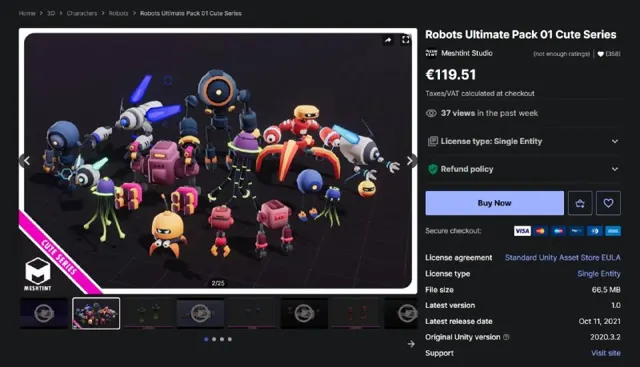 Home > 3D > Characters > Robots > Robots Ultimate Pack 01 Cute Series
Robots Ultimate Pack 01 Cute Series
Meshtint Studio
(not enough ratings) | (358)
€119.51
Taxes/VAT calculated at checkout
37 views in the past week
License type: Single Entity
Refund policy
Buy Now
Secure checkout:
VISA
License agreement Standard Unity Asset Store EULA
License type Single Entity
File size 66.5 MB
Latest version 1.0
Latest release date Oct 11, 2021
Original Unity version 2020.3.2
Support Visit site
CUTE SERIES
MESHTINT
2/25